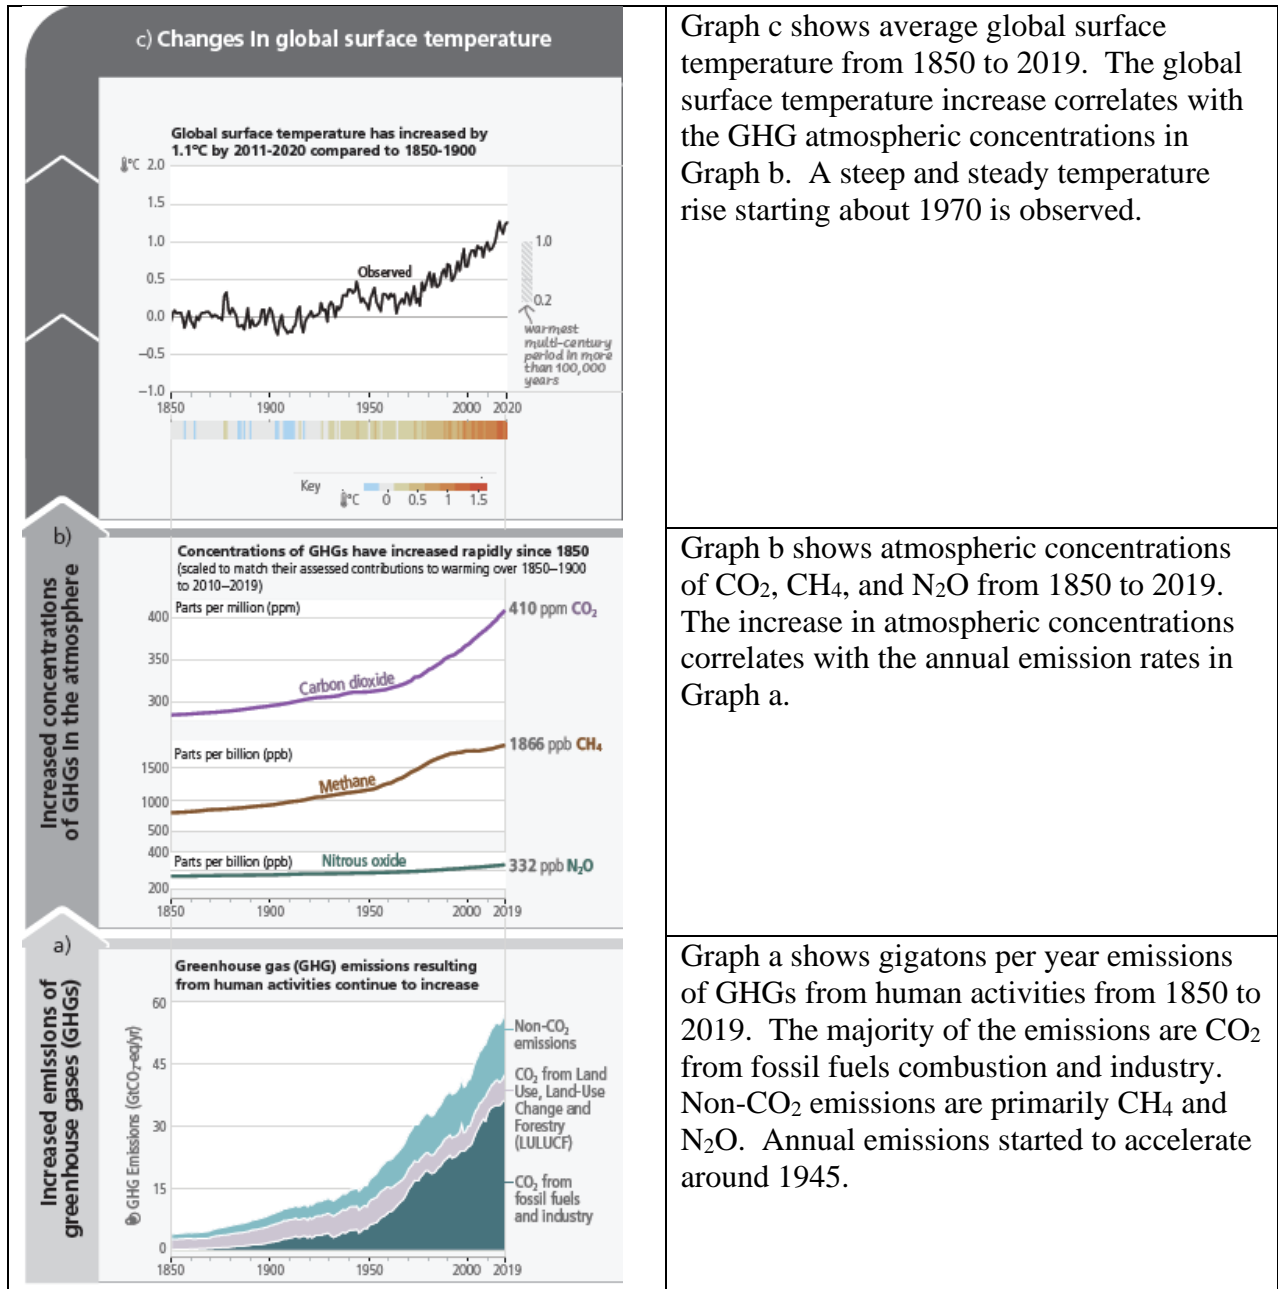 c) Changes in global surface temperature
Global surface temperature has increased by
1.1°C by 2011-2020 compared to 1850-1900
°C 2.0
1.5
1.0
0.5
0.0
−0.5
−1.0
Observed
1.0
0.2
warmest
multi-century
period in more
than 100,000
years
1850 1900 1950 2000 2020
Key
°C 0 0.5 1 1.5
Graph c shows average global surface
temperature from 1850 to 2019. The global
surface temperature increase correlates with
the GHG atmospheric concentrations in
Graph b. A steep and steady temperature
rise starting about 1970 is observed.
b)
Increased concentrations
of GHGs in the atmosphere
Concentrations of GHGs have increased rapidly since 1850
(scaled to match their assessed contributions to warming over 1850–1900
to 2010–2019)
Parts per million (ppm)
400
350
300
Carbon dioxide
410 ppm CO₂
Parts per billion (ppb)
1500
1000
500
Methane
1866 ppb CH₄
400
Parts per billion (ppb)
200
Nitrous oxide
332 ppb N₂O
1850 1900 1950 2000 2019
Graph b shows atmospheric concentrations
of CO₂, CH₄, and N₂O from 1850 to 2019.
The increase in atmospheric concentrations
correlates with the annual emission rates in
Graph a.
a)
Increased emissions of
greenhouse gases (GHGs)
Greenhouse gas (GHG) emissions resulting
from human activities continue to increase
GHG Emissions (GtCO₂-eq/yr)
60
45
30
15
0
Non-CO₂
emissions
CO₂ from Land
Use, Land-Use
Change and
Forestry
(LULUCF)
CO₂ from
fossil fuels
and industry
1850 1900 1950 2000 2019
Graph a shows gigatons per year emissions
of GHGs from human activities from 1850 to
2019. The majority of the emissions are CO₂
from fossil fuels combustion and industry.
Non-CO₂ emissions are primarily CH₄ and
N₂O. Annual emissions started to accelerate
around 1945.